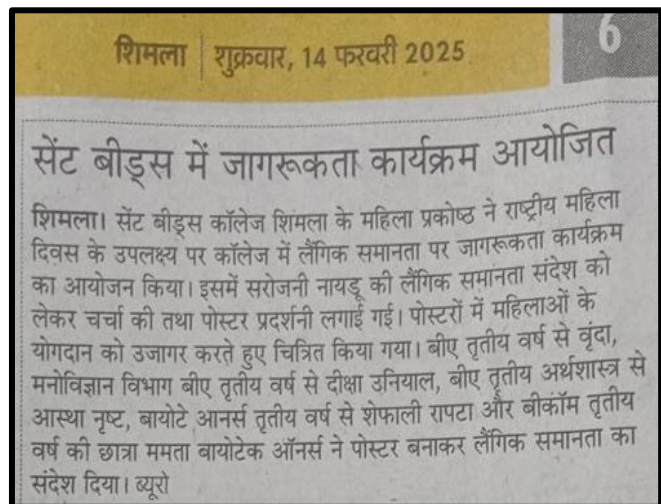 शिमला | शुक्रवार, 14 फरवरी 2025
6
सेंट बीड्स में जागरूकता कार्यक्रम आयोजित
शिमला। सेंट बीड्स कॉलेज शिमला के महिला प्रकोष्ठ ने राष्ट्रीय महिला
दिवस के उपलक्ष्य पर कॉलेज में लैंगिक समानता पर जागरूकता कार्यक्रम
का आयोजन किया। इसमें सरोजनी नायडू की लैंगिक समानता संदेश को
लेकर चर्चा की तथा पोस्टर प्रदर्शनी लगाई गई। पोस्टरों में महिलाओं के
योगदान को उजागर करते हुए चित्रित किया गया। बीए तृतीय वर्ष से वृंदा,
मनोविज्ञान विभाग बीए तृतीय वर्ष से दीक्षा उनियाल, बीए तृतीय अर्थशास्त्र से
आस्था नृष्ट, बायोटे आनर्स तृतीय वर्ष से शेफाली रापटा और बीकॉम तृतीय
वर्ष की छात्रा ममता बायोटेक ऑनर्स ने पोस्टर बनाकर लैंगिक समानता का
संदेश दिया। ब्यूरो